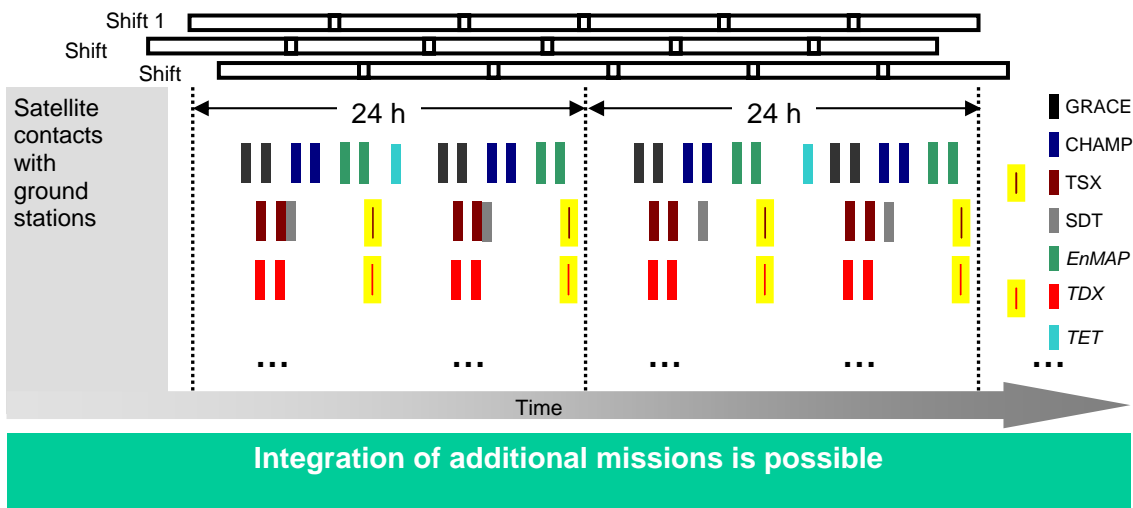 Shift 1
Shift
Shift
Satellite
contacts
with
ground
stations
24 h
24 h
GRACE
CHAMP
TSX
SDT
EnMAP
TDX
TET
... ... ... ... ...
Time
Integration of additional missions is possible